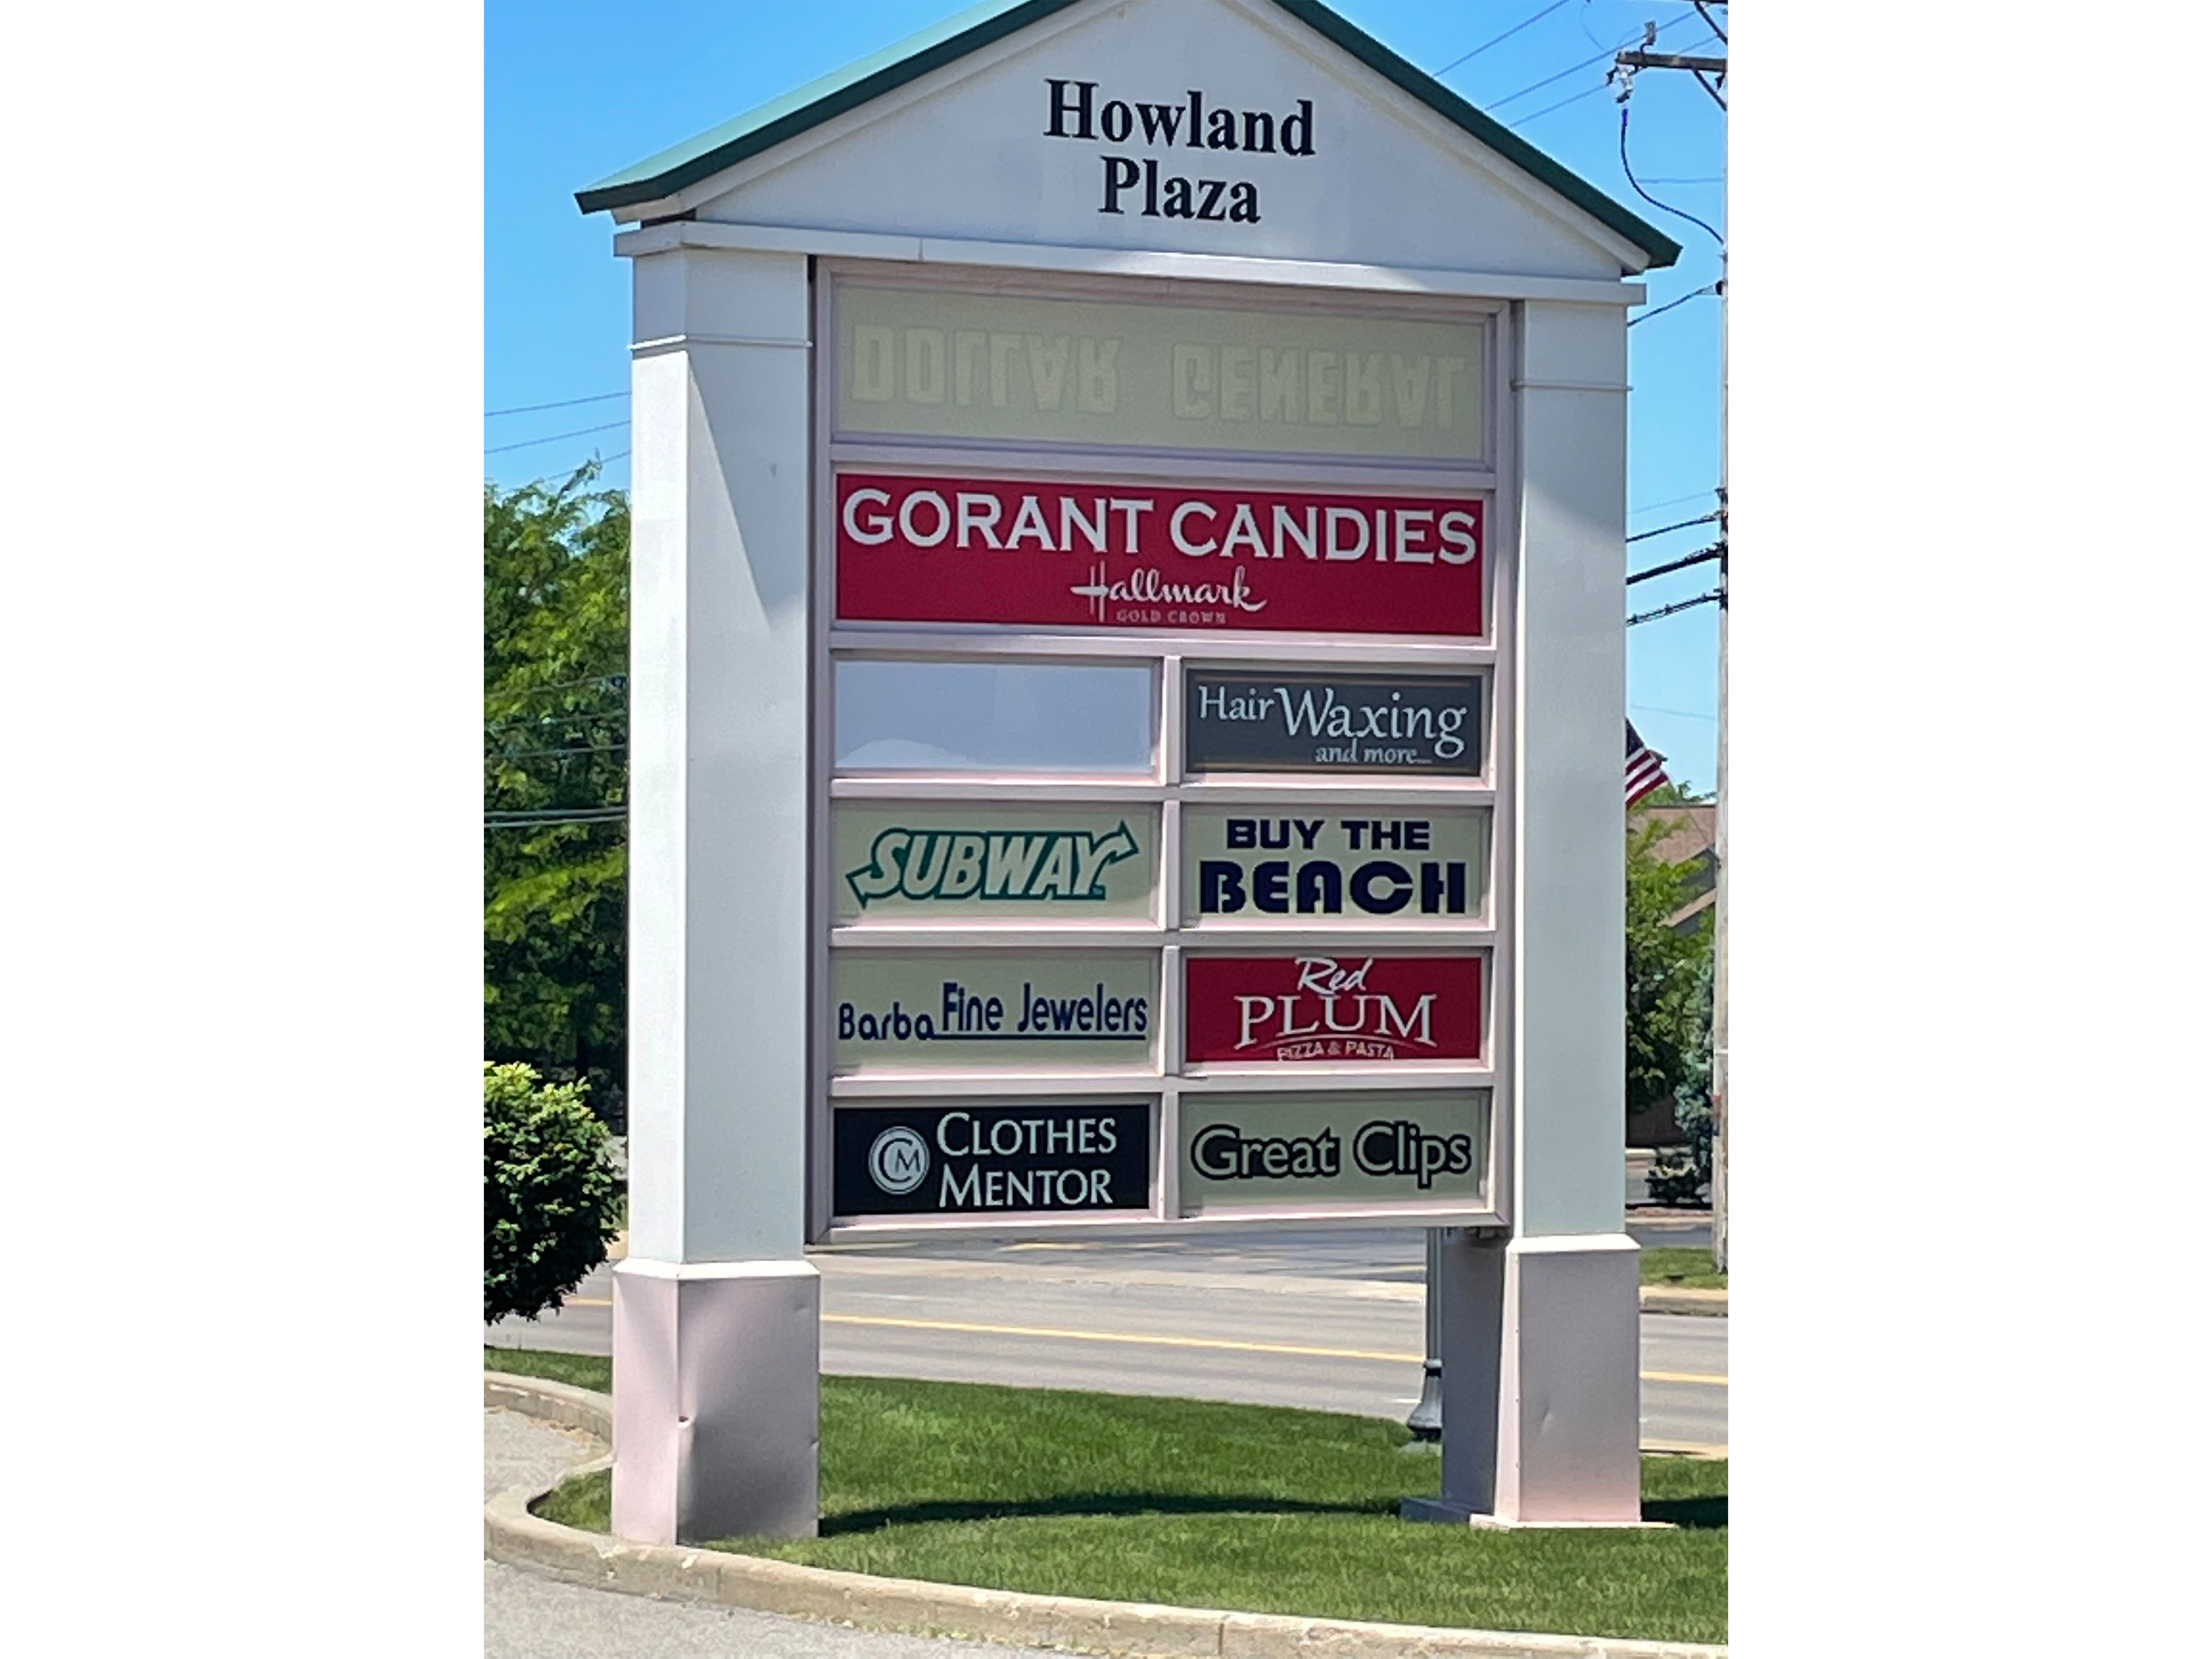 Howland
Plaza
DOLLAR GENERAL
GORANT CANDIES
Hallmark
GOLD CROWN
Hair Waxing
and more...
SUBWAY
BUY THE
BEACH
Barba Fine Jewelers
Red
PLUM
PIZZA & PASTA
CM
CLOTHES
MENTOR
Great Clips